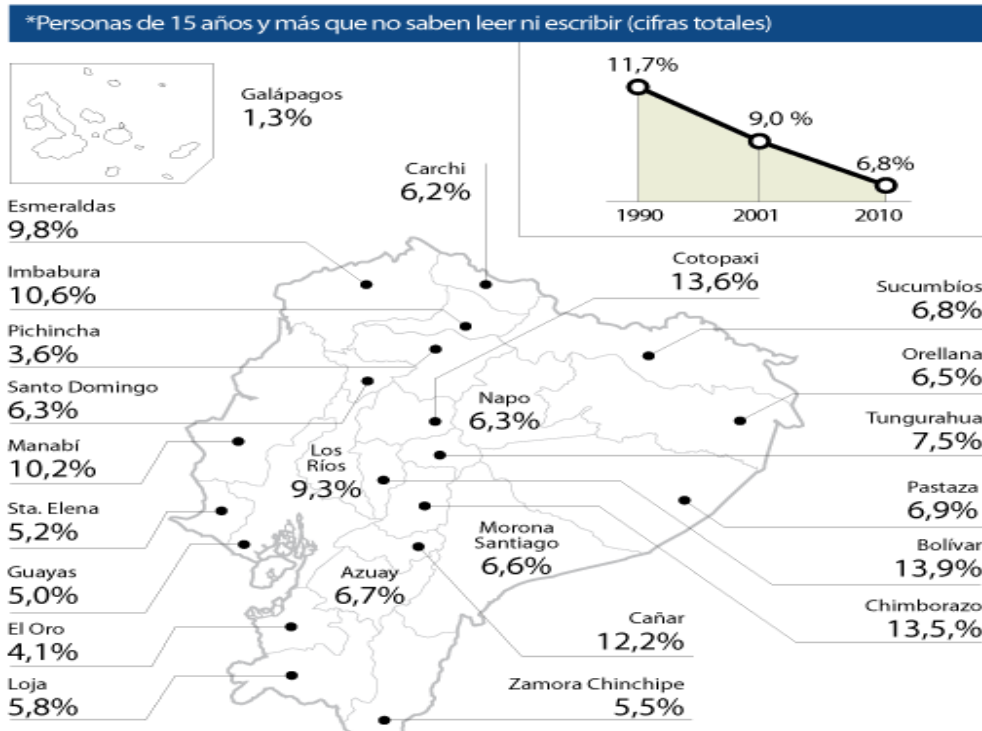 *Personas de 15 años y más que no saben leer ni escribir (cifras totales)
11,7%
9,0 %
6,8%
1990
2001
2010
Galápagos
1,3%
Carchi
6,2%
Esmeraldas
9,8%
Imbabura
10,6%
Pichincha
3,6%
Santo Domingo
6,3%
Manabí
10,2%
Sta. Elena
5,2%
Guayas
5,0%
El Oro
4,1%
Loja
5,8%
Los
Ríos
9,3%
Napo
6,3%
Azuay
6,7%
Morona
Santiago
6,6%
Cotopaxi
13,6%
Sucumbíos
6,8%
Orellana
6,5%
Tungurahua
7,5%
Pastaza
6,9%
Bolívar
13,9%
Chimborazo
13,5,%
Cañar
12,2%
Zamora Chinchipe
5,5%